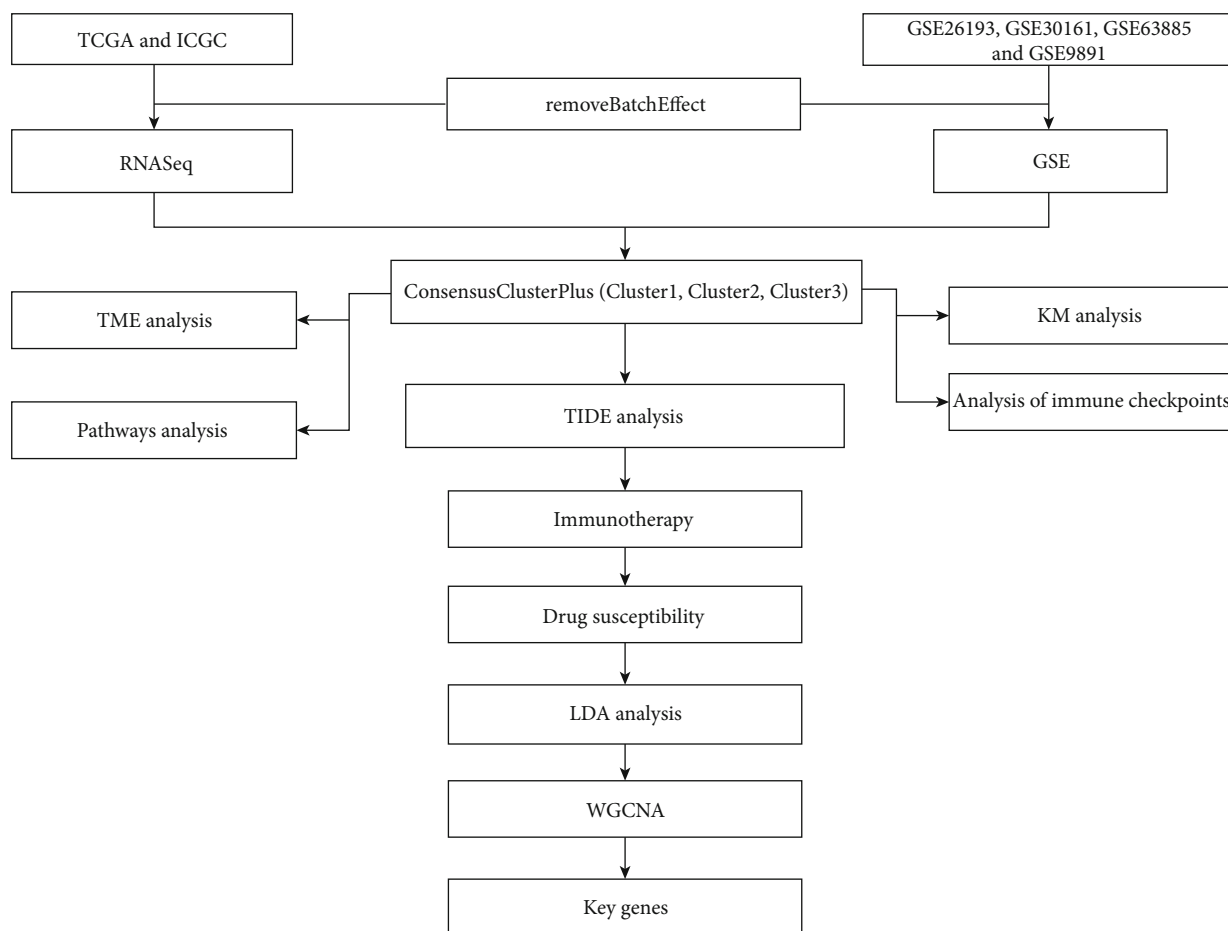 TCGA and ICGC
GSE26193, GSE30161, GSE63885
and GSE9891
removeBatchEffect
RNASeq
GSE
ConsensusClusterPlus (Cluster1, Cluster2, Cluster3)
TME analysis
KM analysis
Pathways analysis
TIDE analysis
Analysis of immune checkpoints
Immunotherapy
Drug susceptibility
LDA analysis
WGCNA
Key genes